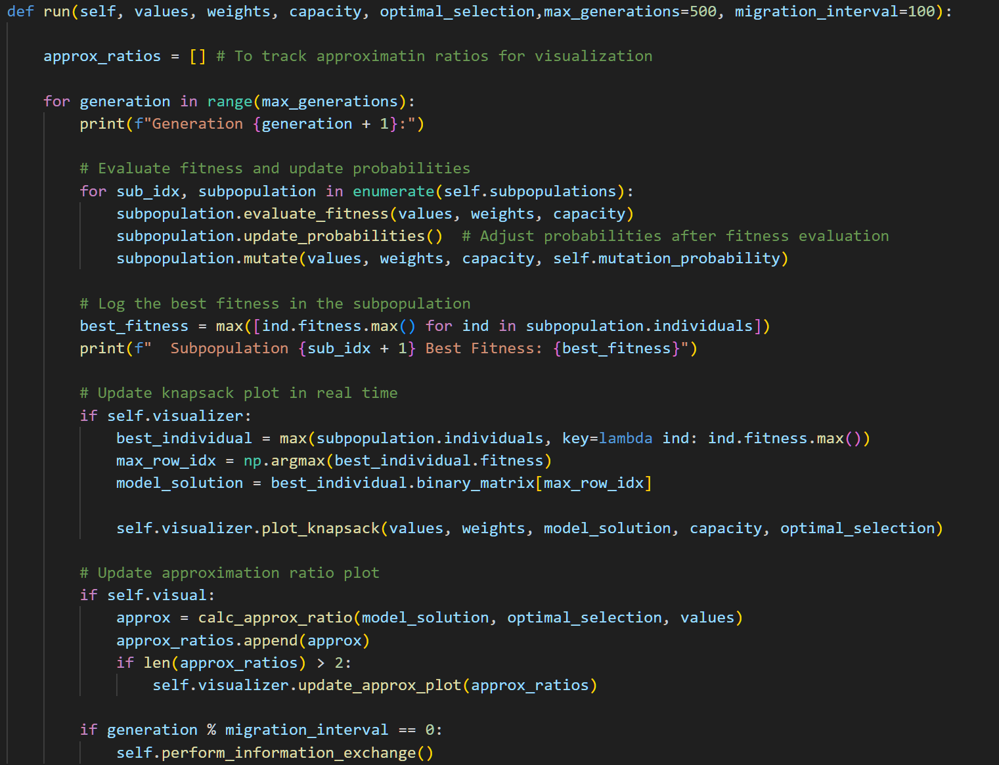 def run(self, values, weights, capacity, optimal_selection,max_generations=500, migration_interval=100):
    approx_ratios = [] # To track approximatin ratios for visualization
    for generation in range(max_generations):
        print(f"Generation {generation + 1}:")
        # Evaluate fitness and update probabilities
        for sub_idx, subpopulation in enumerate(self.subpopulations):
            subpopulation.evaluate_fitness(values, weights, capacity)
            subpopulation.update_probabilities()  # Adjust probabilities after fitness evaluation
            subpopulation.mutate(values, weights, capacity, self.mutation_probability)
        # Log the best fitness in the subpopulation
        best_fitness = max([ind.fitness.max() for ind in subpopulation.individuals])
        print(f"  Subpopulation {sub_idx + 1} Best Fitness: {best_fitness}")
        # Update knapsack plot in real time
        if self.visualizer:
            best_individual = max(subpopulation.individuals, key=lambda ind: ind.fitness.max())
            max_row_idx = np.argmax(best_individual.fitness)
            model_solution = best_individual.binary_matrix[max_row_idx]
            self.visualizer.plot_knapsack(values, weights, model_solution, capacity, optimal_selection)
        # Update approximation ratio plot
        if self.visual:
            approx = calc_approx_ratio(model_solution, optimal_selection, values)
            approx_ratios.append(approx)
            if len(approx_ratios) > 2:
                self.visualizer.update_approx_plot(approx_ratios)
        if generation % migration_interval == 0:
            self.perform_information_exchange()